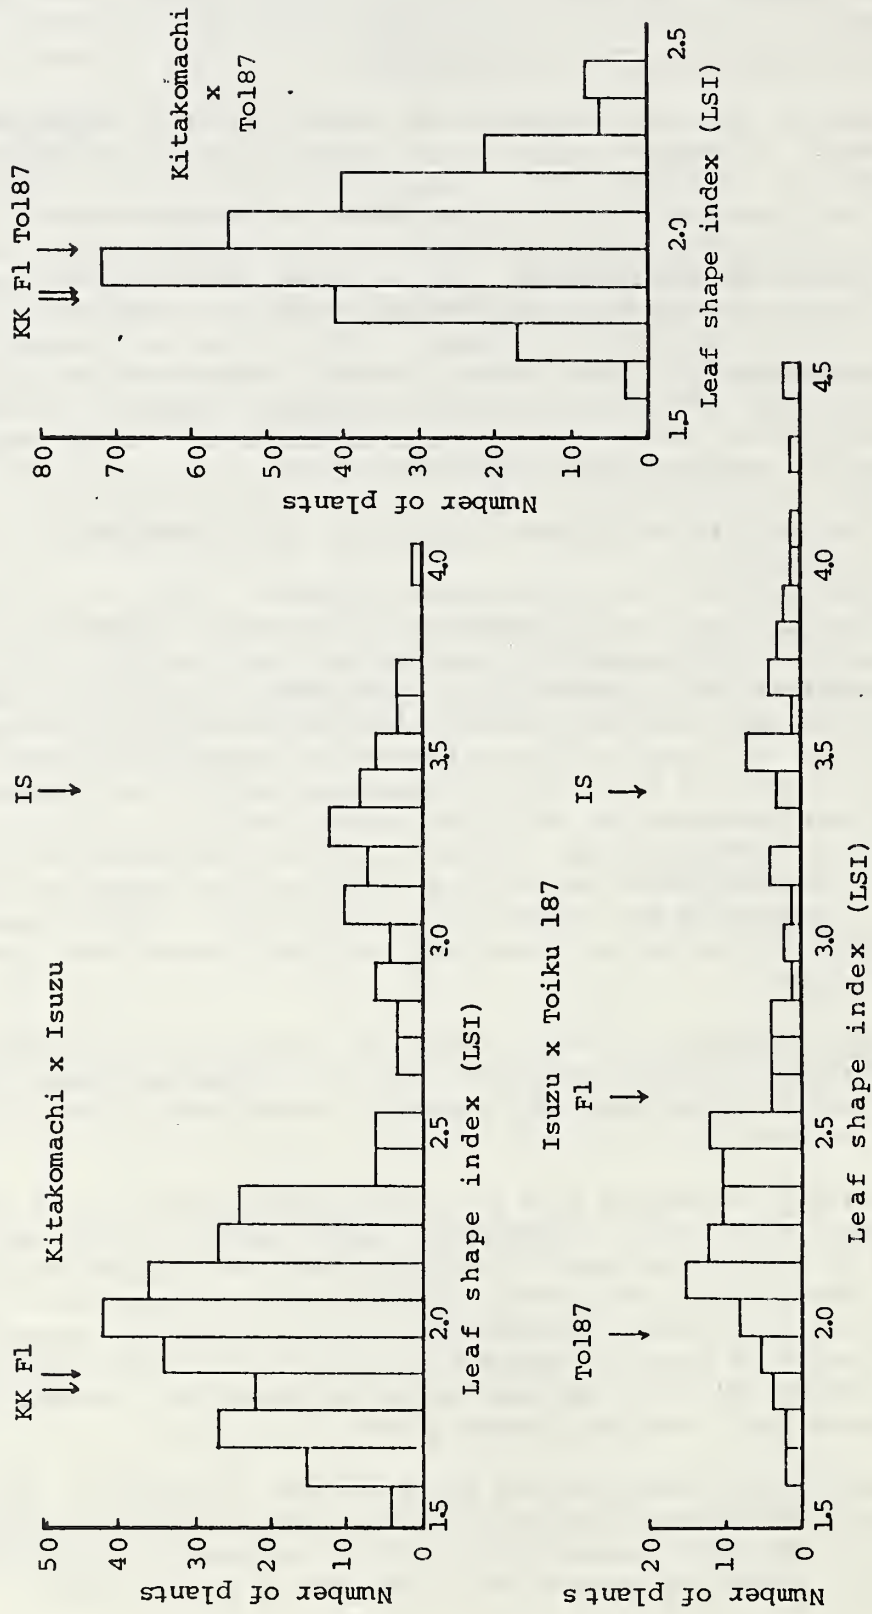 KK F1
IS
Kitakomachi x Isuzu
50
40
30
20
10
0
Number of plants
1.5
2.0
2.5
3.0
3.5
4.0
Leaf shape index (LSI)
KK F1 To187
Kitakomachi
x
To187
80
70
60
50
40
30
20
10
0
Number of plants
1.5
2.0
2.5
Leaf shape index (LSI)
Isuzu x Toiku 187
To187
F1
IS
20
10
0
Number of plants
1.5
2.0
2.5
3.0
3.5
4.0
4.5
Leaf shape index (LSI)